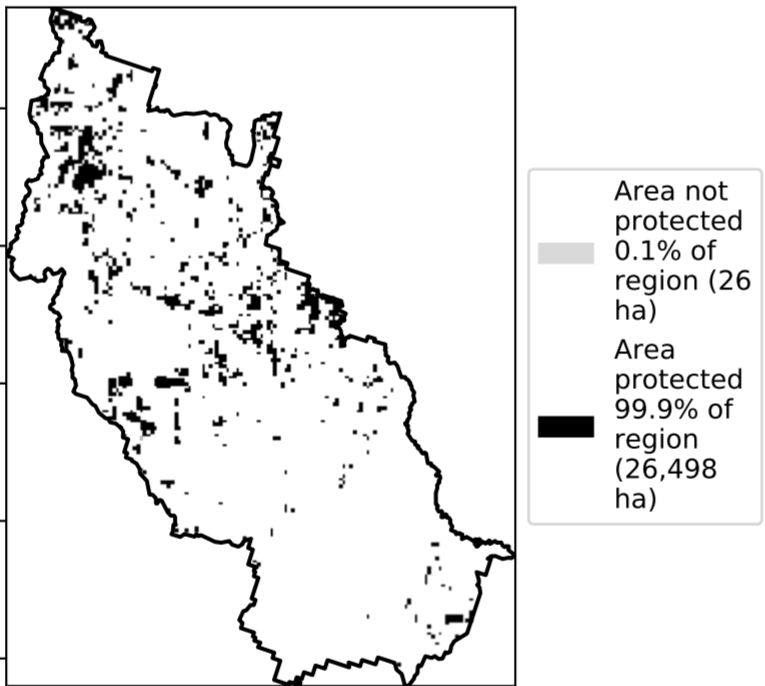 Area not
protected
0.1% of
region (26
ha)
Area
protected
99.9% of
region
(26,498
ha)